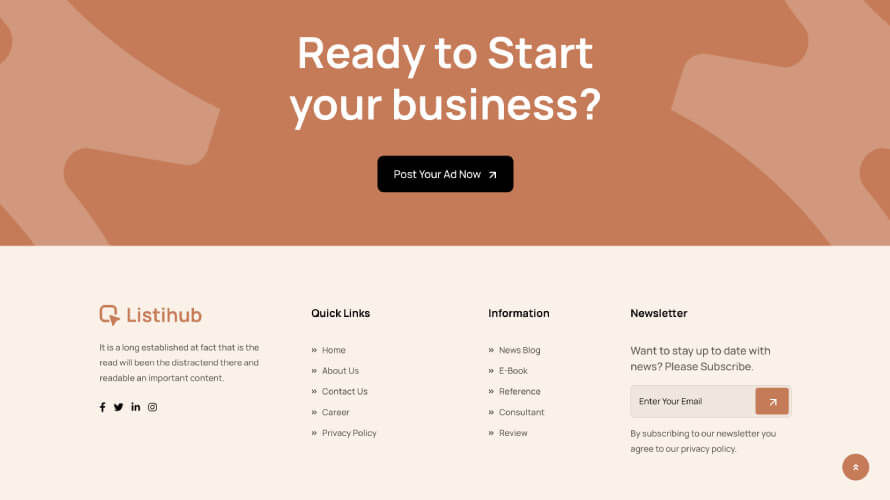 Ready to Start
your business?
Post Your Ad Now
Listihub
It is a long established at fact that is the
read will been the distractend there and
readable an important content.
Quick Links
Home
About Us
Contact Us
Career
Privacy Policy
Information
News Blog
E-Book
Reference
Consultant
Review
Newsletter
Want to stay up to date with
news? Please Subscribe.
Enter Your Email
By subscribing to our newsletter you
agree to our privacy policy.